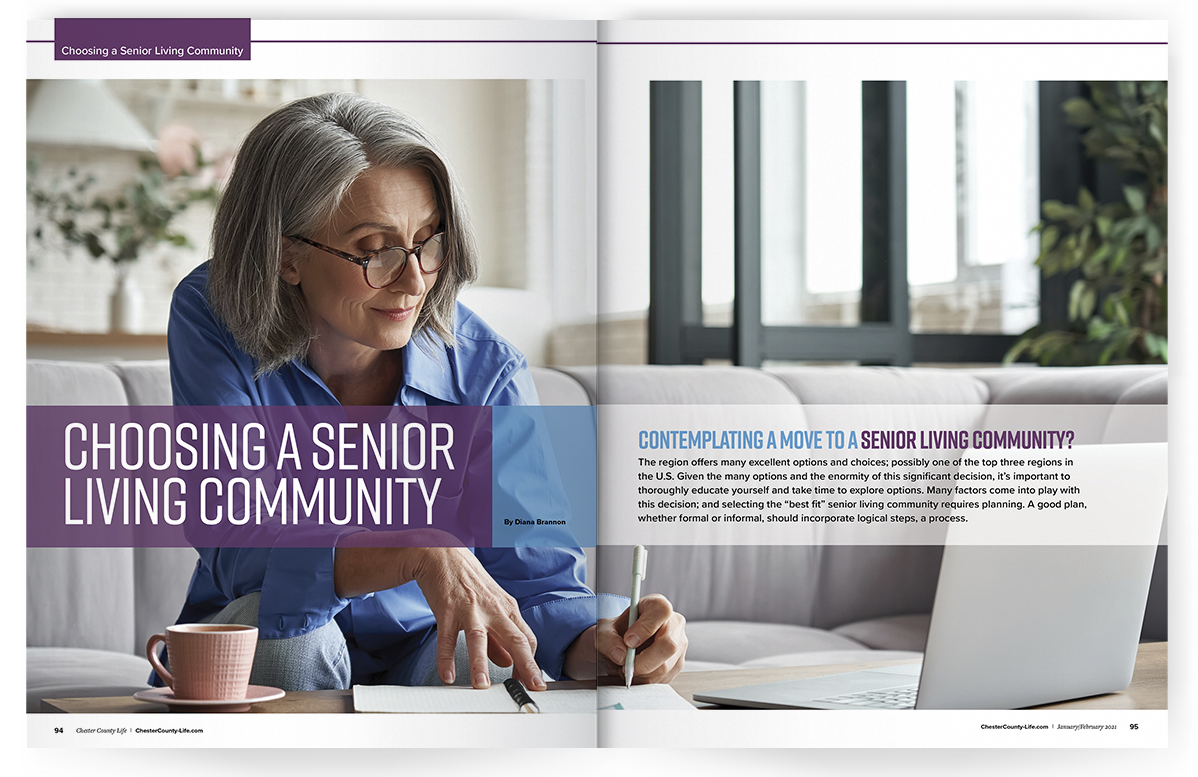 Choosing a Senior Living Community
CHOOSING A SENIOR
LIVING COMMUNITY
By Diana Brannon
CONTEMPLATING A MOVE TO A SENIOR LIVING COMMUNITY?
The region offers many excellent options and choices; possibly one of the top three regions in
the U.S. Given the many options and the enormity of this significant decision, it's important to
thoroughly educate yourself and take time to explore options. Many factors come into play with
this decision; and selecting the “best fit” senior living community requires planning. A good plan,
whether formal or informal, should incorporate logical steps, a process.
94 Chester County Life | ChesterCounty-Life.com
ChesterCounty-Life.com | January/February 2021 95